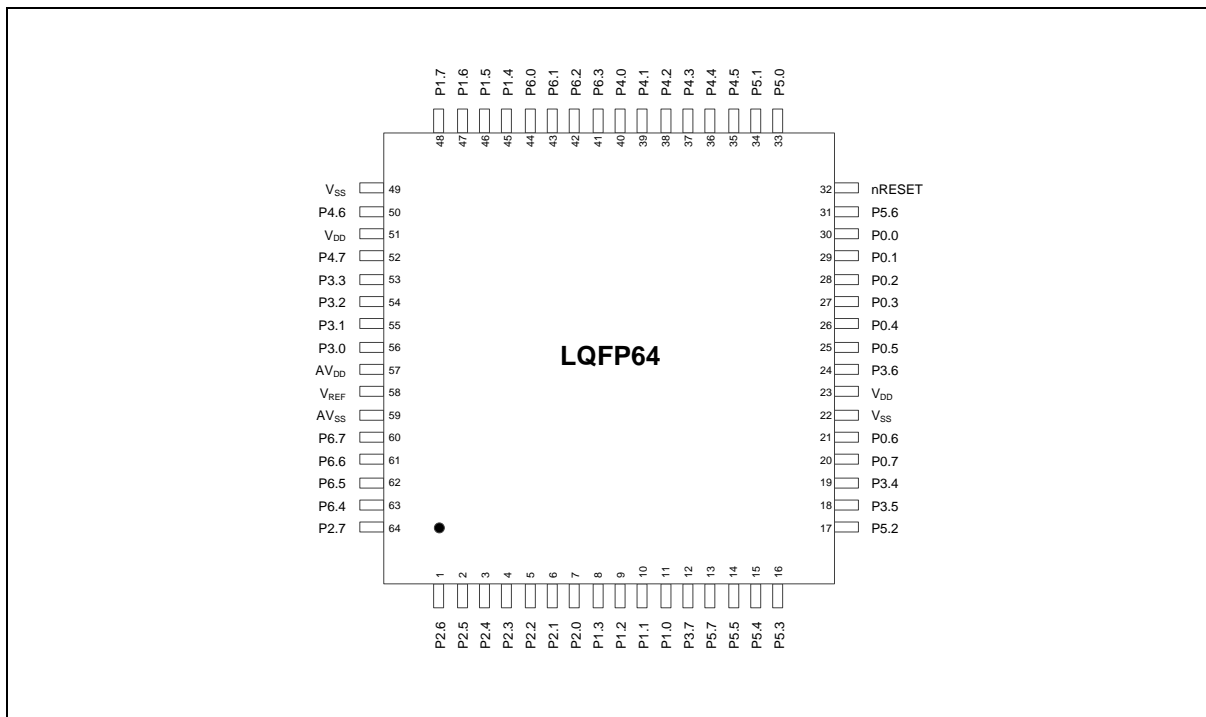 P1.7 P1.6 P1.5 P1.4 P6.0 P6.1 P6.2 P6.3 P4.0 P4.1 P4.2 P4.3 P4.4 P4.5 P5.1 P5.0
48 47 46 45 44 43 42 41 40 39 38 37 36 35 34 33
VSS 49 32 nRESET
P4.6 50 31 P5.6
VDD 51 30 P0.0
P4.7 52 29 P0.1
P3.3 53 28 P0.2
P3.2 54 27 P0.3
P3.1 55 26 P0.4
P3.0 56 25 P0.5
LQFP64
AVDD 57 24 P3.6
VREF 58 23 VDD
AVSS 59 22 VSS
P6.7 60 21 P0.6
P6.6 61 20 P0.7
P6.5 62 19 P3.4
P6.4 63 18 P3.5
P2.7 64 17 P5.2
1 2 3 4 5 6 7 8 9 10 11 12 13 14 15 16
P2.6 P2.5 P2.4 P2.3 P2.2 P2.1 P2.0 P1.3 P1.2 P1.1 P1.0 P3.7 P5.7 P5.5 P5.4 P5.3